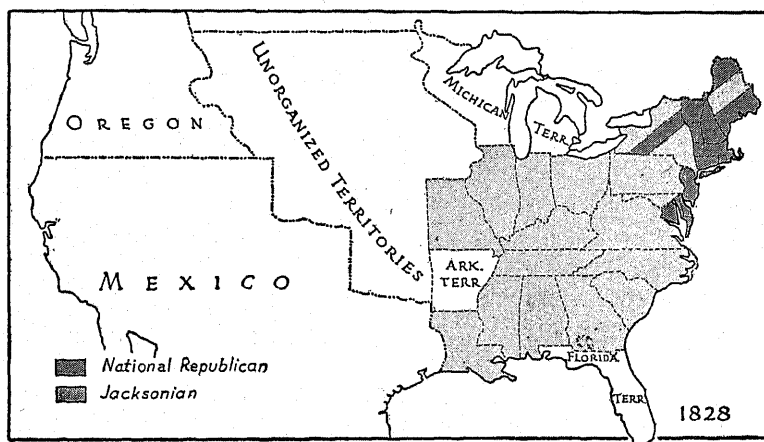 UNORGANIZED TERRITORIES
MICHIGAN
TERR.
OREGON
MEXICO
ARK.
TERR
FLORIDA
TERR.
National Republican
Jacksonian
1828